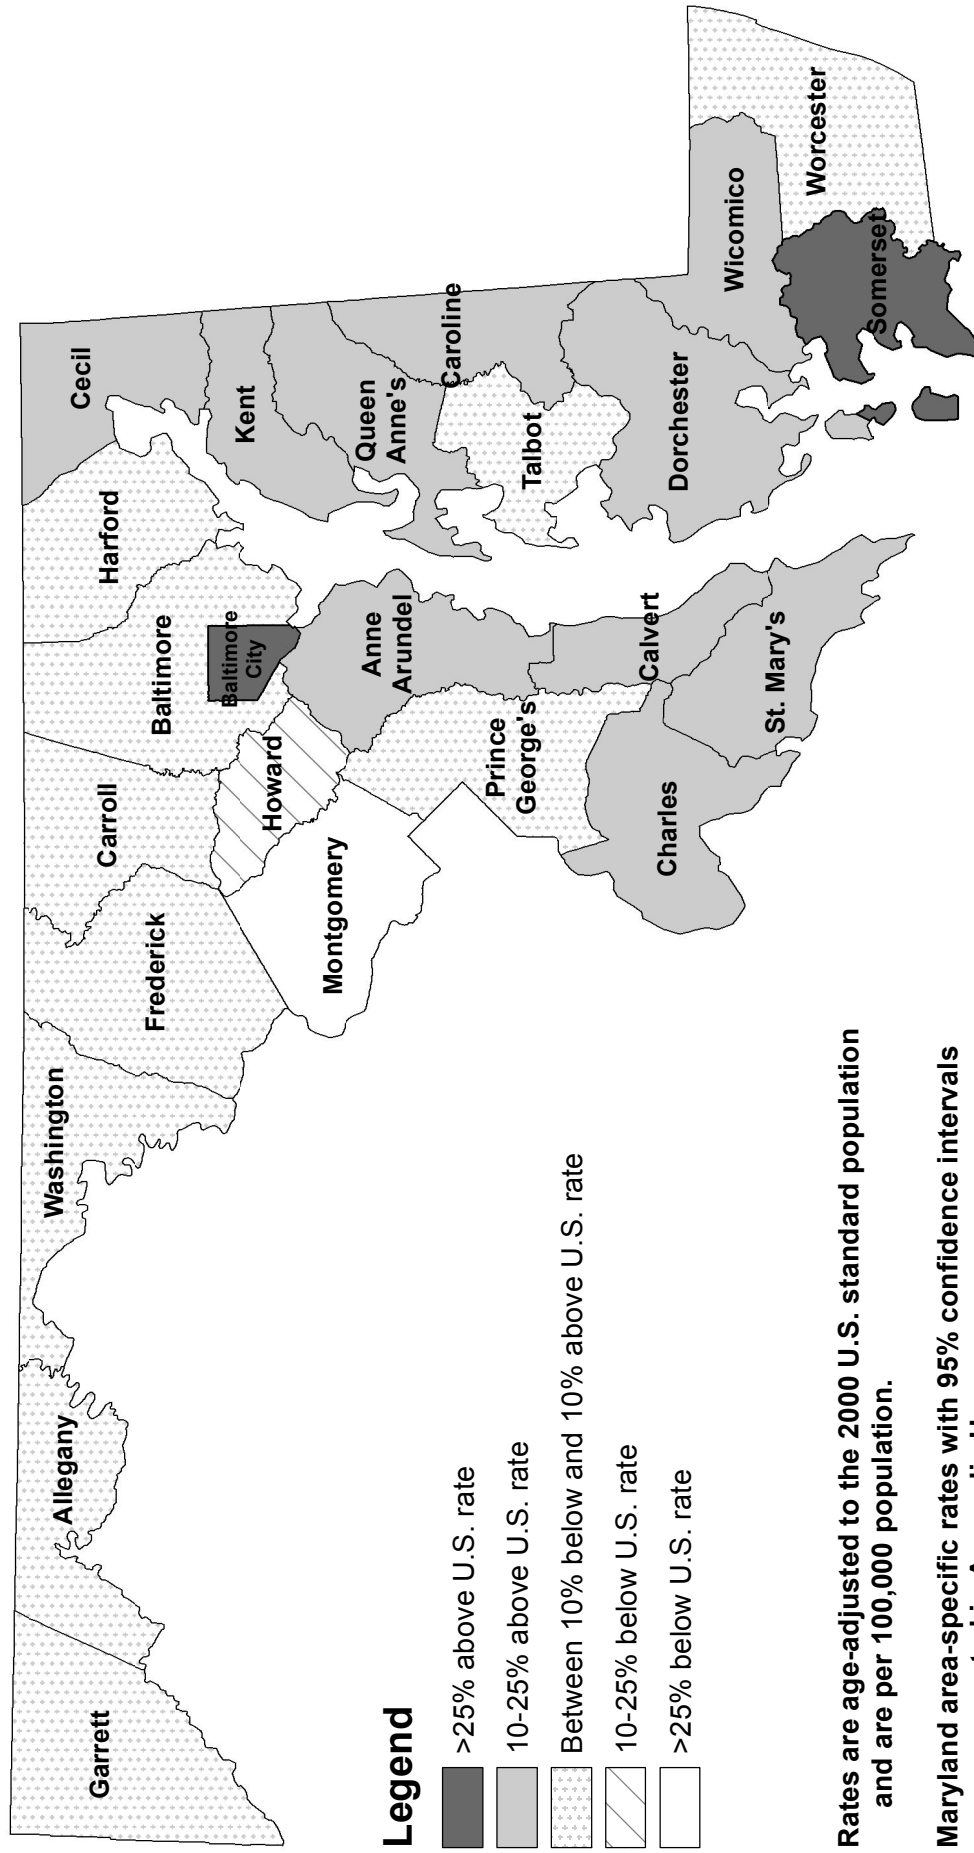 Garrett
Allegany
Washington
Frederick
Carroll
Baltimore
Harford
Cecil
Baltimore
City
Howard
Montgomery
Kent
Queen
Anne's
Anne
Arundel
Prince
George's
Caroline
Talbot
Calvert
Charles
St. Mary's
Dorchester
Wicomico
Worcester
Somerset
Legend
>25% above U.S. rate
10-25% above U.S. rate
Between 10% below and 10% above U.S. rate
10-25% below U.S. rate
>25% below U.S. rate
Rates are age-adjusted to the 2000 U.S. standard population
and are per 100,000 population.
Maryland area-specific rates with 95% confidence intervals